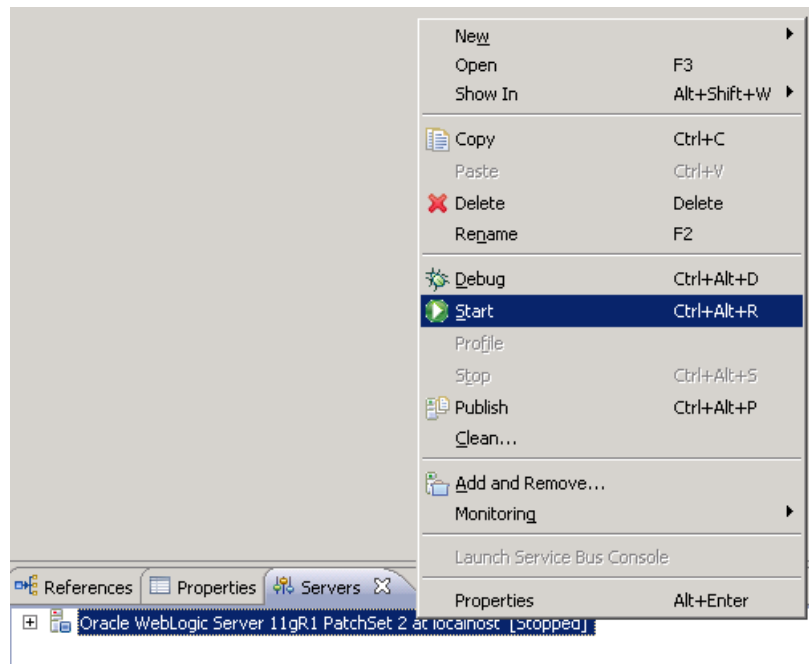 New
Open F3
Show In Alt+Shift+W
Copy Ctrl+C
Paste Ctrl+V
Delete Delete
Rename F2
Debug Ctrl+Alt+D
Start Ctrl+Alt+R
Profile
Stop Ctrl+Alt+S
Publish Ctrl+Alt+P
Clean...
Add and Remove...
Monitoring
Launch Service Bus Console
Properties Alt+Enter
References Properties Servers
Oracle WebLogic Server 11gR1 PatchSet 2 at localhost [Stopped]